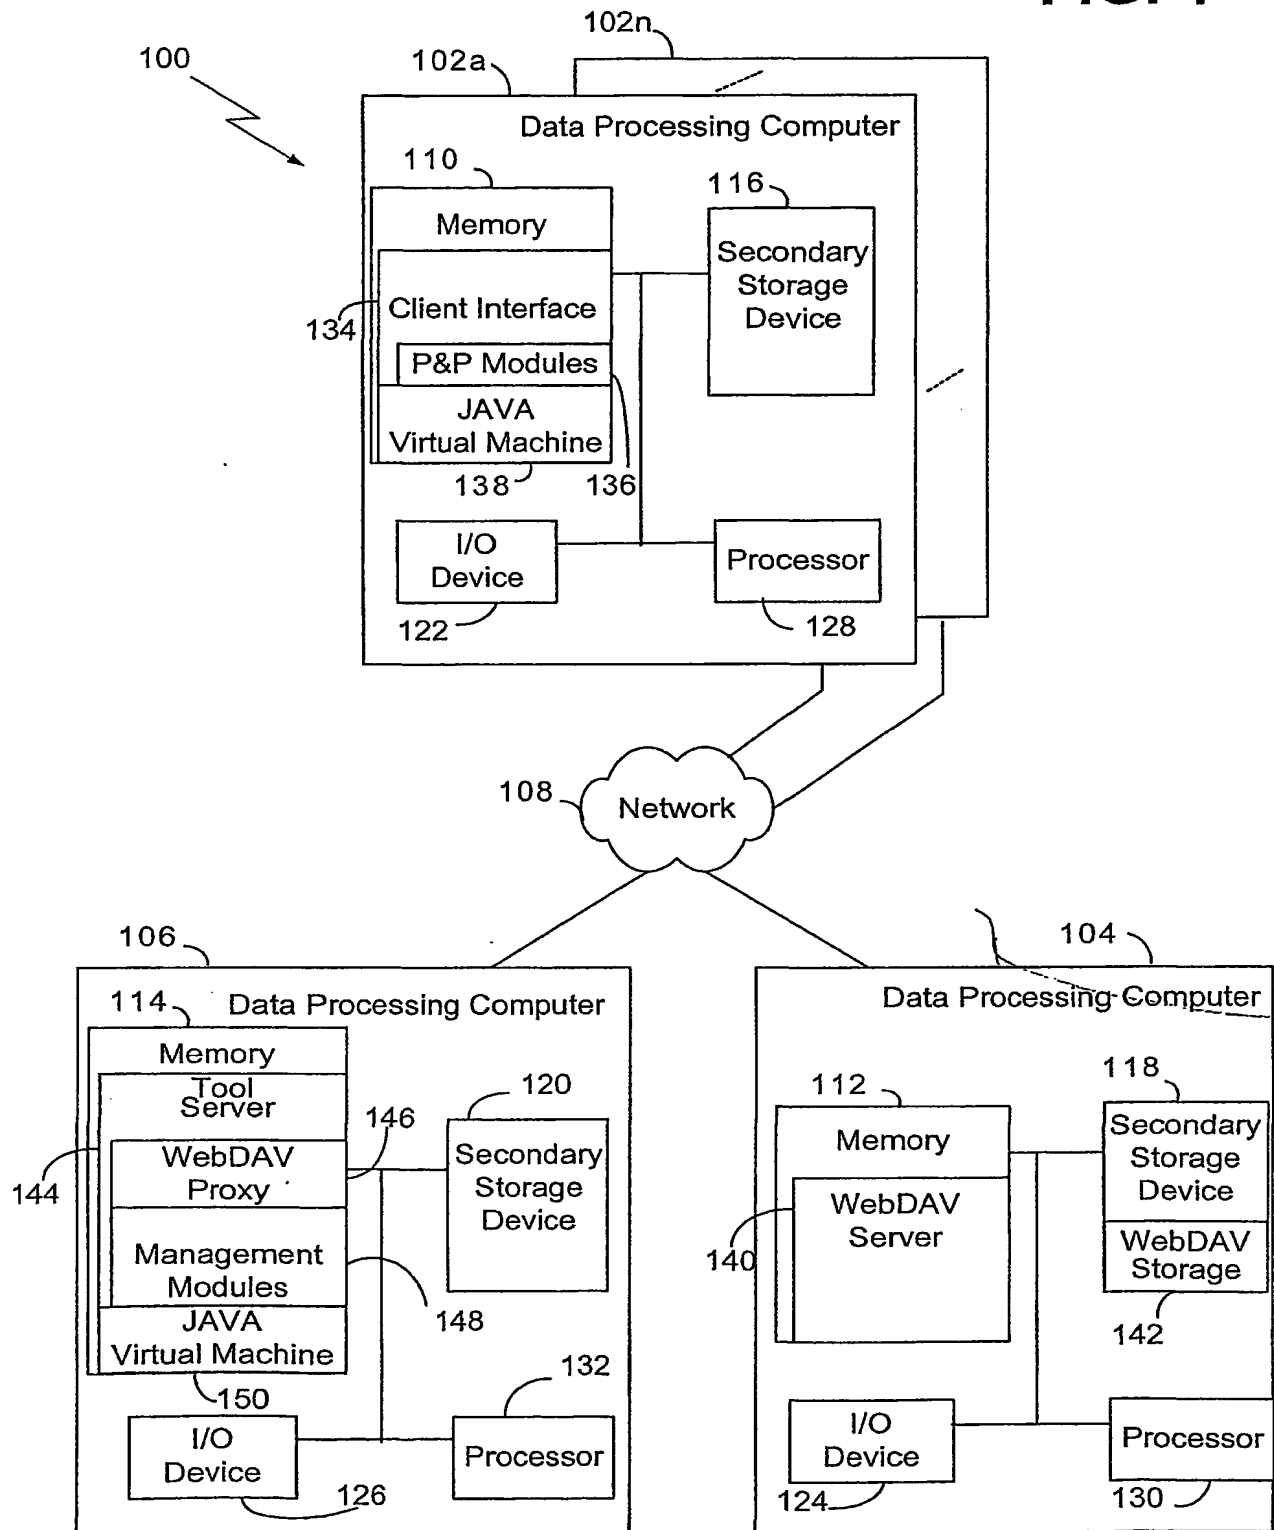 102n
100
102a
Data Processing Computer
110
116
Memory
Secondary
Storage
Device
Client Interface
134
P&P Modules
JAVA
Virtual Machine
138
136
I/O
Device
Processor
122
128
108
Network
106
104
Data Processing Computer
Data Processing Computer
114
Memory
Tool
Server
120
146
WebDAV
Proxy
Secondary
Storage
Device
144
Management
Modules
148
JAVA
Virtual Machine
150
132
I/O
Device
Processor
126
112
118
Memory
Secondary
Storage
Device
WebDAV
Server
140
WebDAV
Storage
142
I/O
Device
Processor
124
130